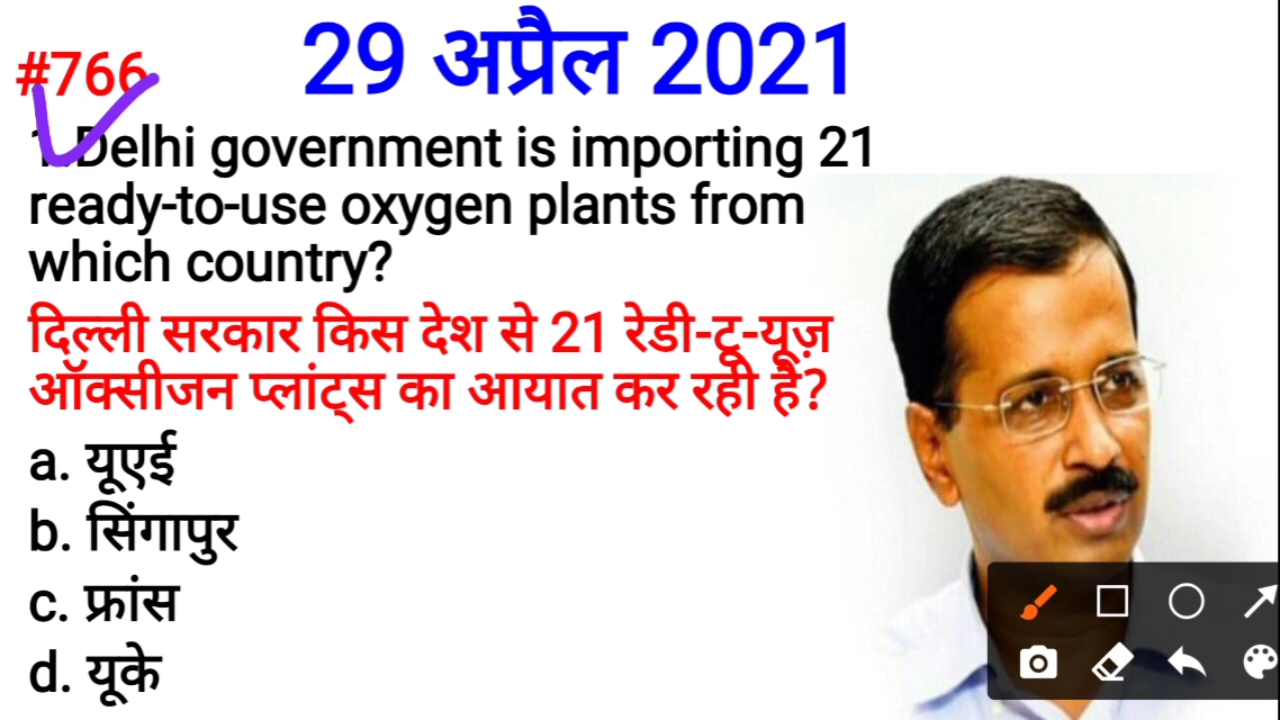 #766
29 अप्रैल 2021
1.Delhi government is importing 21
ready-to-use oxygen plants from
which country?
दिल्ली सरकार किस देश से 21 रेडी-टू-यूज़
ऑक्सीजन प्लांट्स का आयात कर रही है?
a. यूएई
b. सिंगापुर
c. फ्रांस
d. यूके